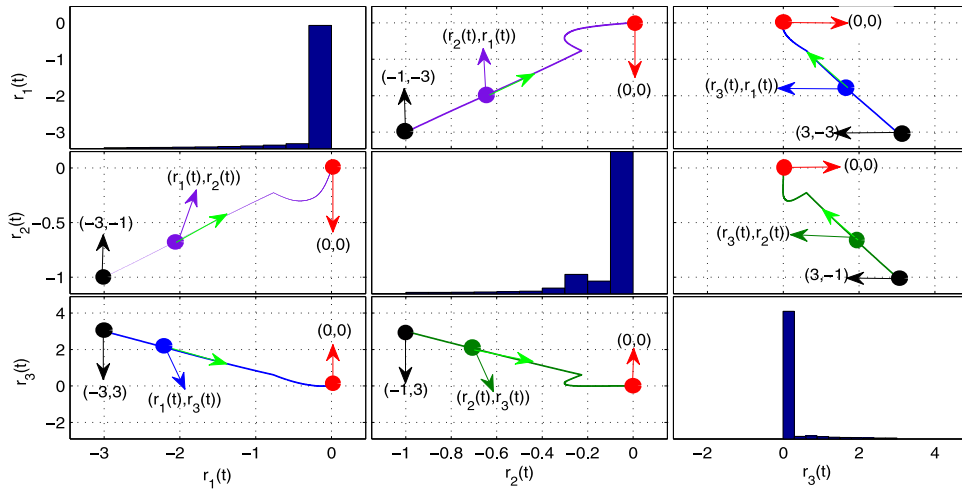 0
−1
−2
−3
r1(t)
(r2(t),r1(t))
(−1,−3)
(0,0)
(0,0)
(r3(t),r1(t))
(3,−3)
0
−0.5
−1
r2(t)
(r1(t),r2(t))
(−3,−1)
(0,0)
(0,0)
(r3(t),r2(t))
(3,−1)
4
2
0
−2
r3(t)
(0,0)
(−3,3)
(r1(t),r3(t))
(0,0)
(−1,3)
(r2(t),r3(t))
−3 −2 −1 0
−1 −0.8 −0.6 −0.4 −0.2 0
−2 0 2 4
r1(t)
r2(t)
r3(t)